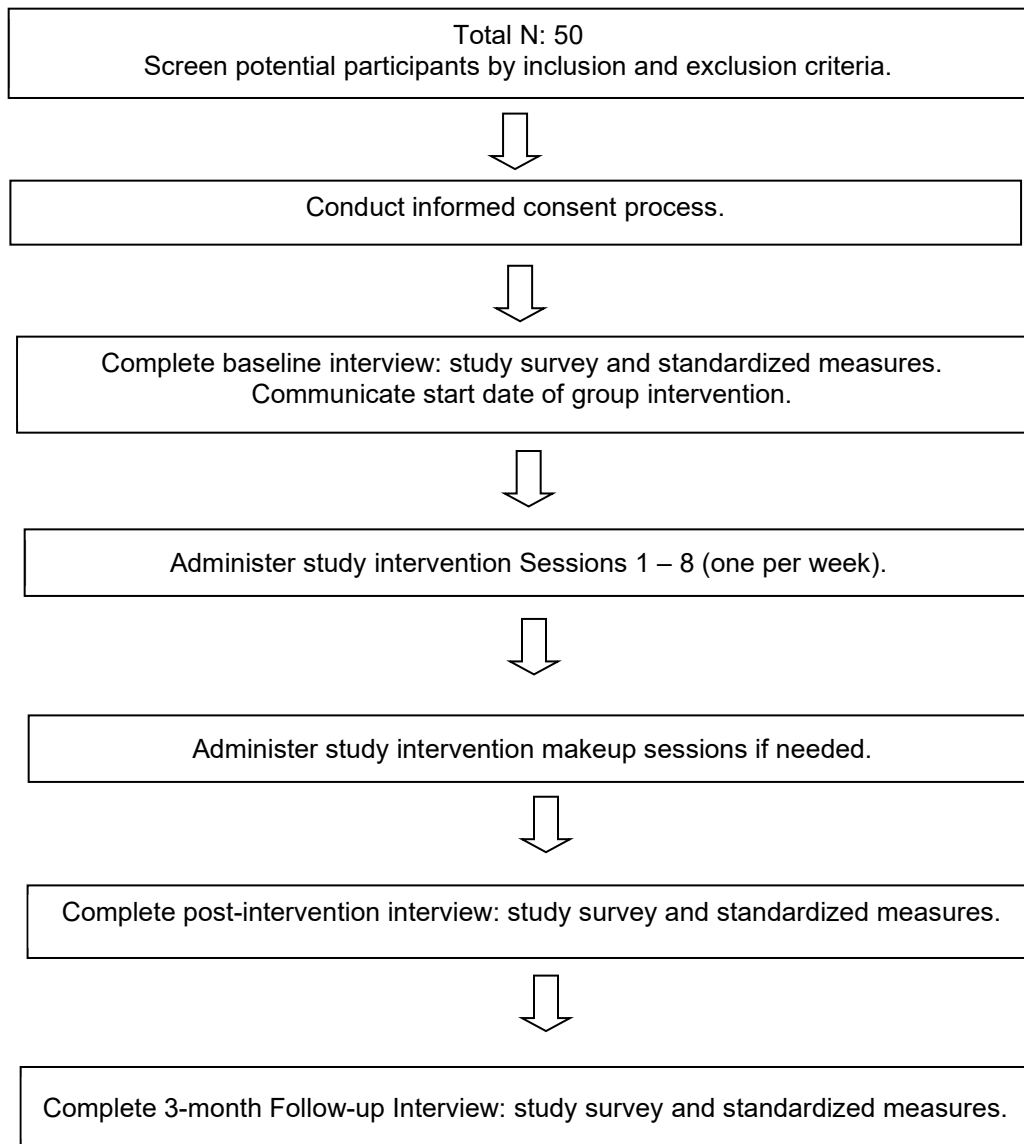 Total N: 50
Screen potential participants by inclusion and exclusion criteria.
Conduct informed consent process.
Complete baseline interview: study survey and standardized measures.
Communicate start date of group intervention.
Administer study intervention Sessions 1 – 8 (one per week).
Administer study intervention makeup sessions if needed.
Complete post-intervention interview: study survey and standardized measures.
Complete 3-month Follow-up Interview: study survey and standardized measures.